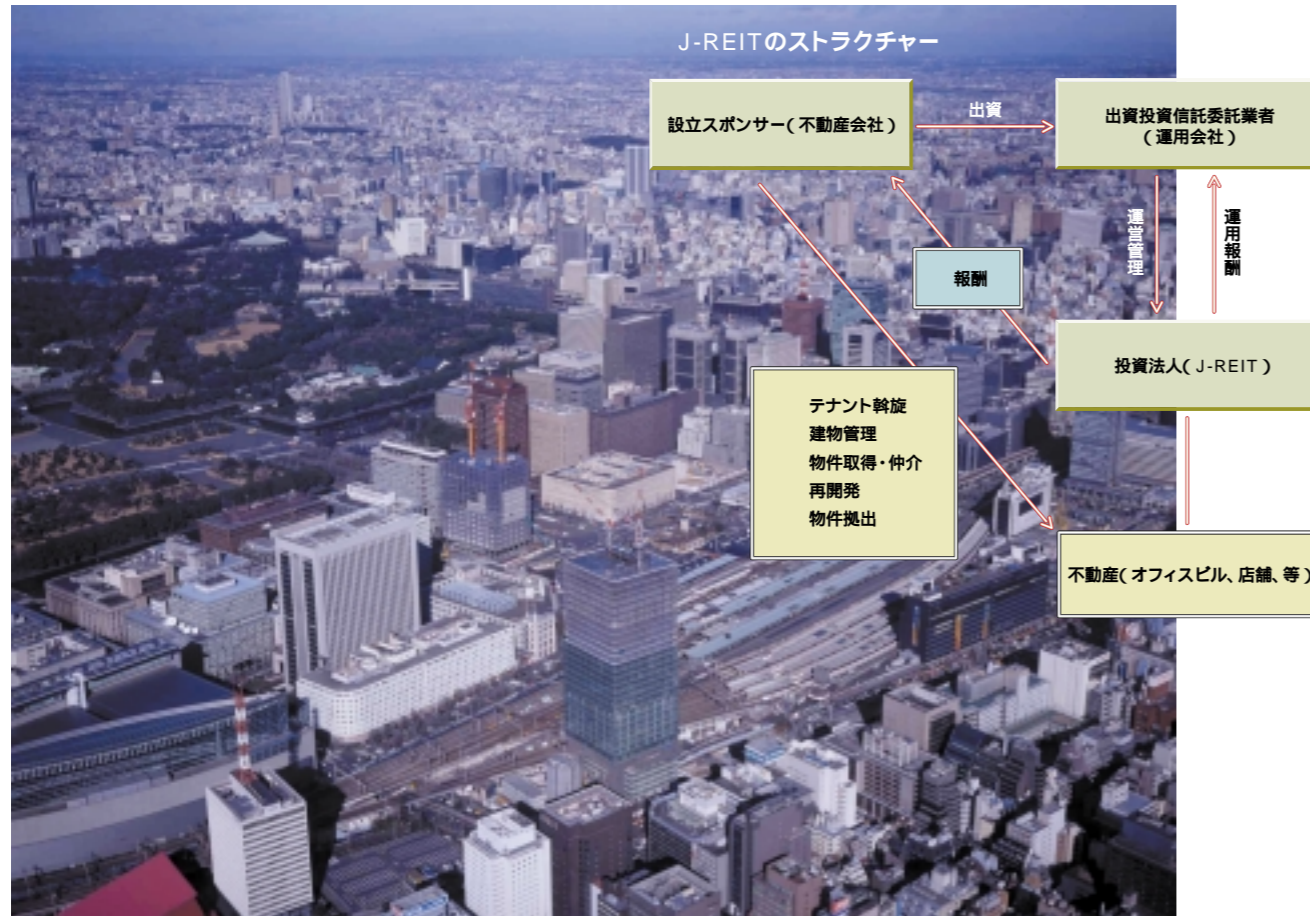 J-REITのストラクチャー
設立スポンサー(不動産会社)
出資
出資投資信託委託業者
(運用会社)
運営管理
運用報酬
報酬
投資法人(J-REIT)
テナント斡旋
建物管理
物件取得・仲介
再開発
物件拠出
不動産(オフィスビル、店舗、等)